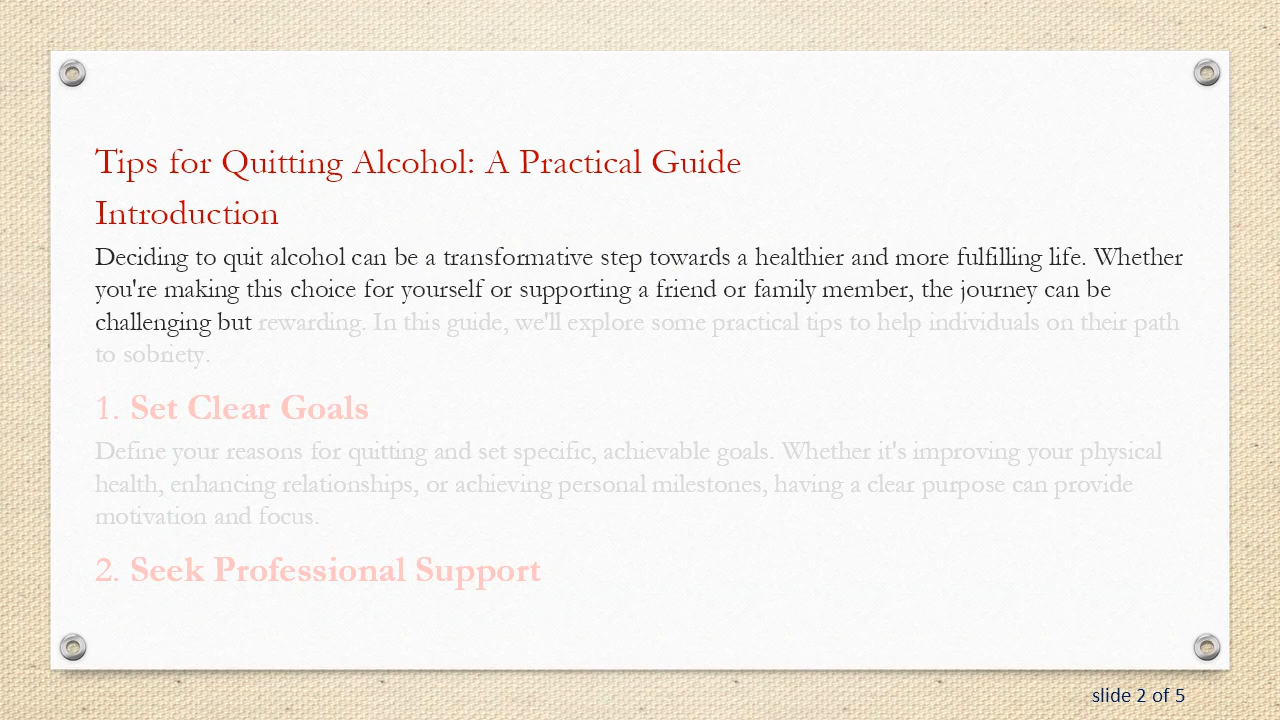 Tips for Quitting Alcohol: A Practical Guide
Introduction
Deciding to quit alcohol can be a transformative step towards a healthier and more fulfilling life. Whether
you're making this choice for yourself or supporting a friend or family member, the journey can be
challenging but rewarding. In this guide, we'll explore some practical tips to help individuals on their path
to sobriety.
1. Set Clear Goals
Define your reasons for quitting and set specific, achievable goals. Whether it's improving your physical
health, enhancing relationships, or achieving personal milestones, having a clear purpose can provide
motivation and focus.
2. Seek Professional Support
slide 2 of 5